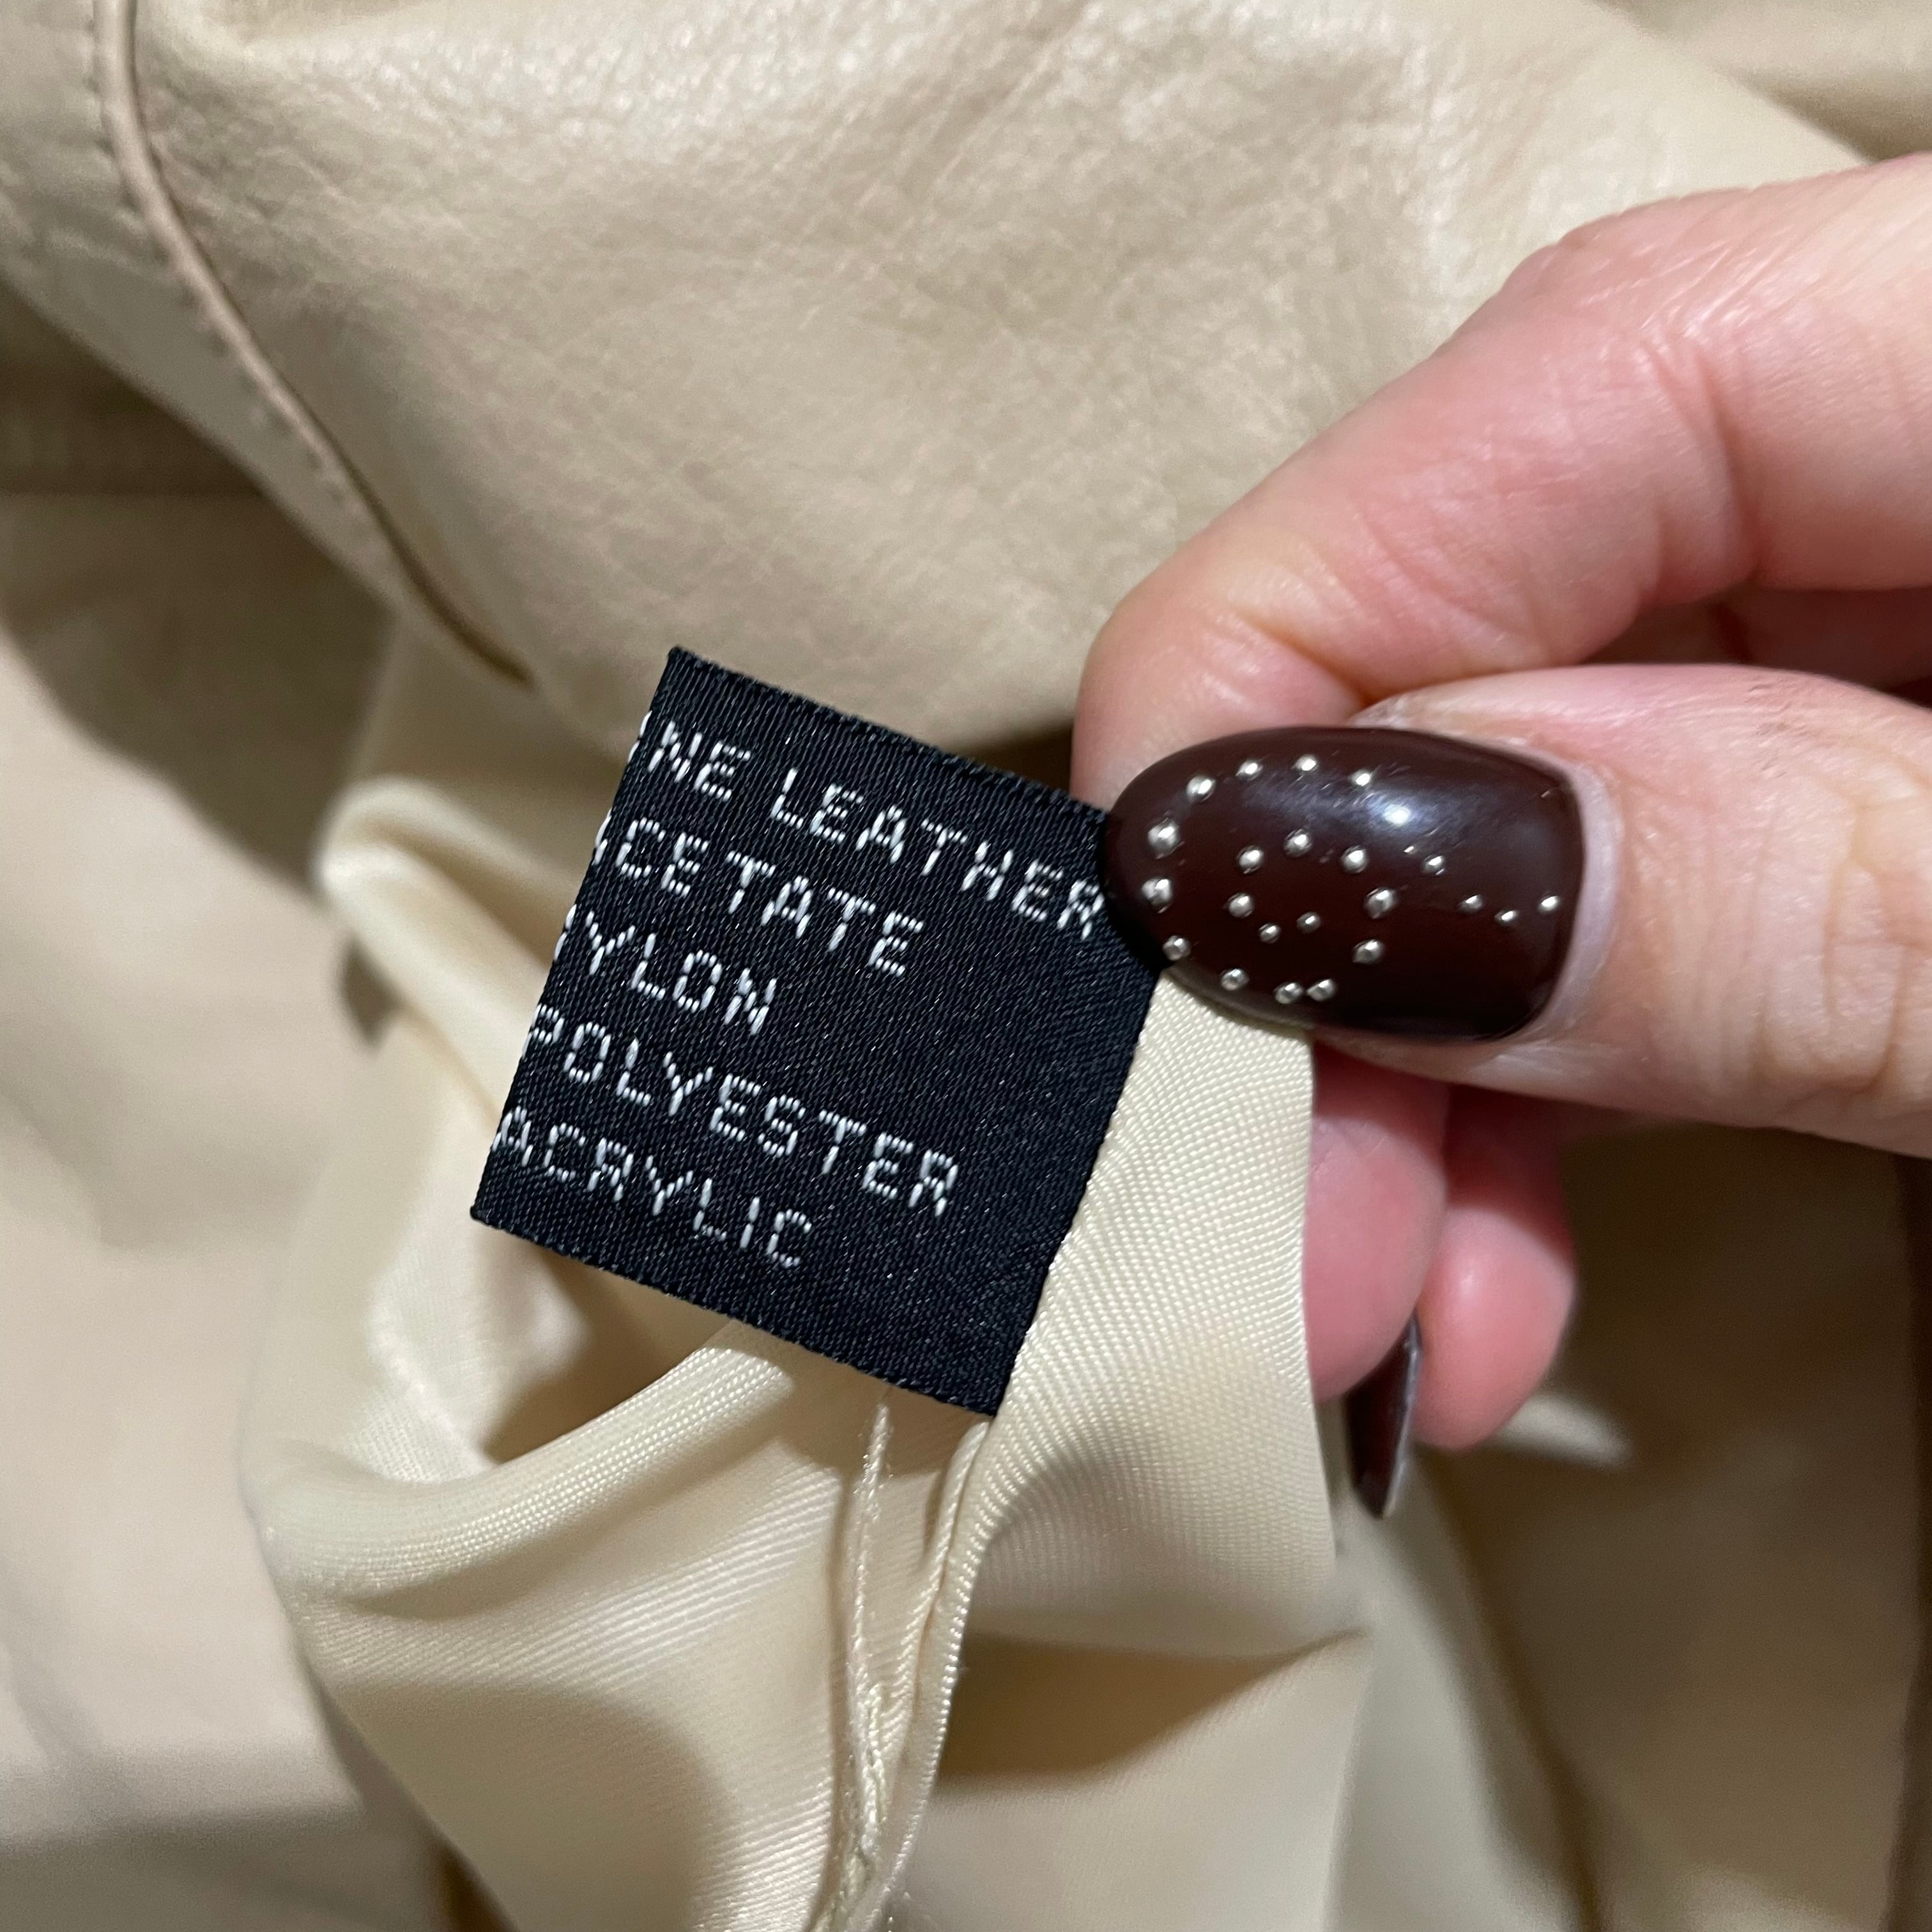 NE LEATHER
CETATE
YLON
POLYESTER
ACRYLIC